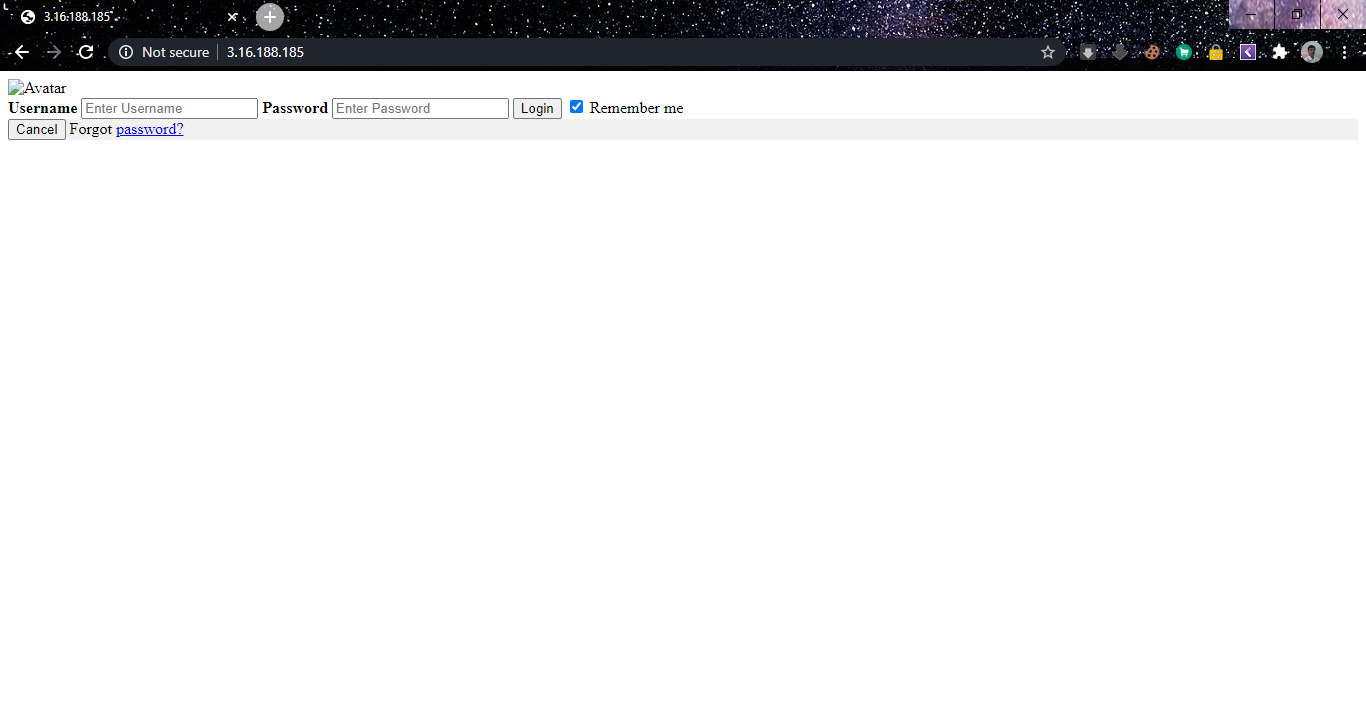 3.16.188.185
Not secure 3.16.188.185
Avatar
Username Enter Username Password Enter Password Login Remember me
Cancel Forgot password?